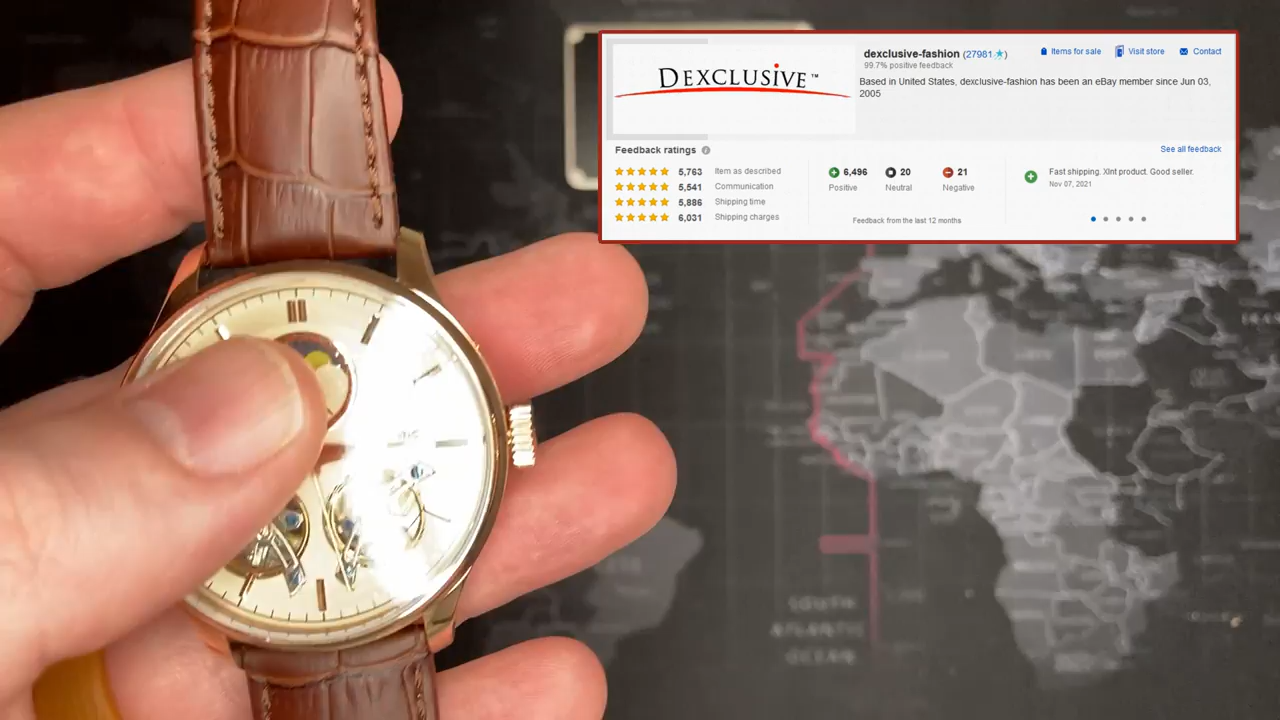 DEXCLUSIVE™
dexclusive-fashion (27981★)
99.7% positive feedback
Items for sale
Visit store
Contact
Based in United States, dexclusive-fashion has been an eBay member since Jun 03,
2005
Feedback ratings
See all feedback
5,763 Item as described
5,541 Communication
5,886 Shipping time
6,031 Shipping charges
6,496
Positive
20
Neutral
21
Negative
Feedback from the last 12 months
Fast shipping. Xlnt product. Good seller.
Nov 07, 2021
SOUTH
ATLANTIC
OCEAN